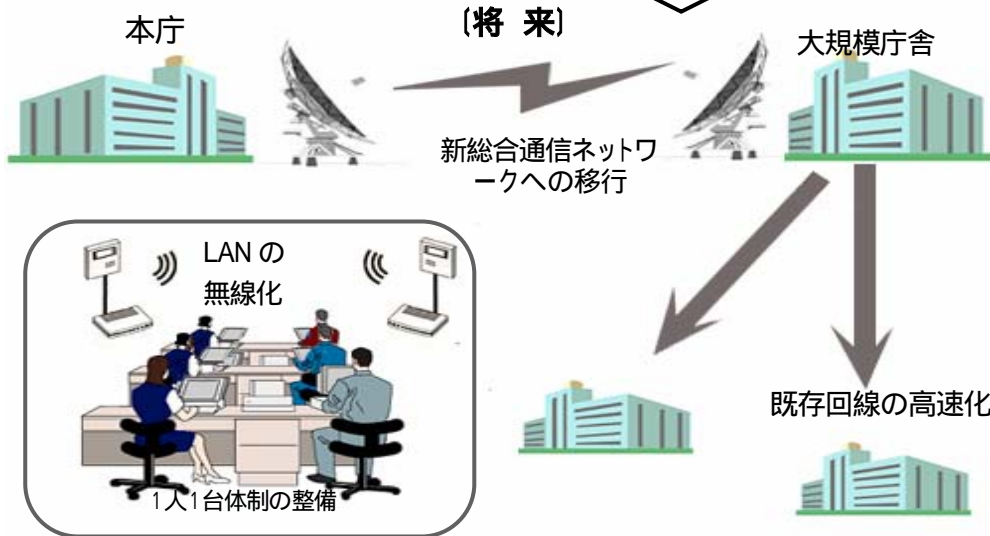 〔将 来〕
本庁
大規模庁舎
新総合通信ネットワ
ークへの移行
LAN の
無線化
既存回線の高速化
1人1台体制の整備